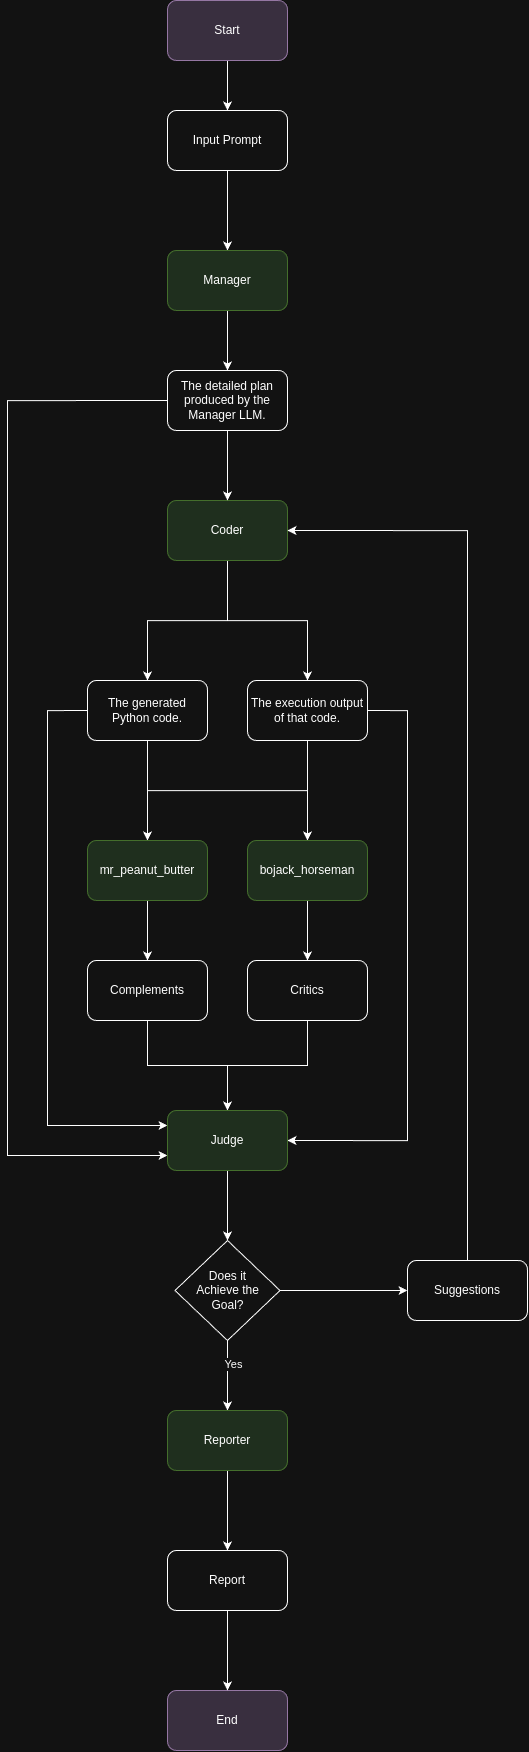 Start
Input Prompt
Manager
The detailed plan
produced by the
Manager LLM.
Coder
The generated
Python code.
The execution output
of that code.
mr_peanut_butter
bojack_horseman
Complements
Critics
Judge
Does it
Achieve the
Goal?
Suggestions
Yes
Reporter
Report
End